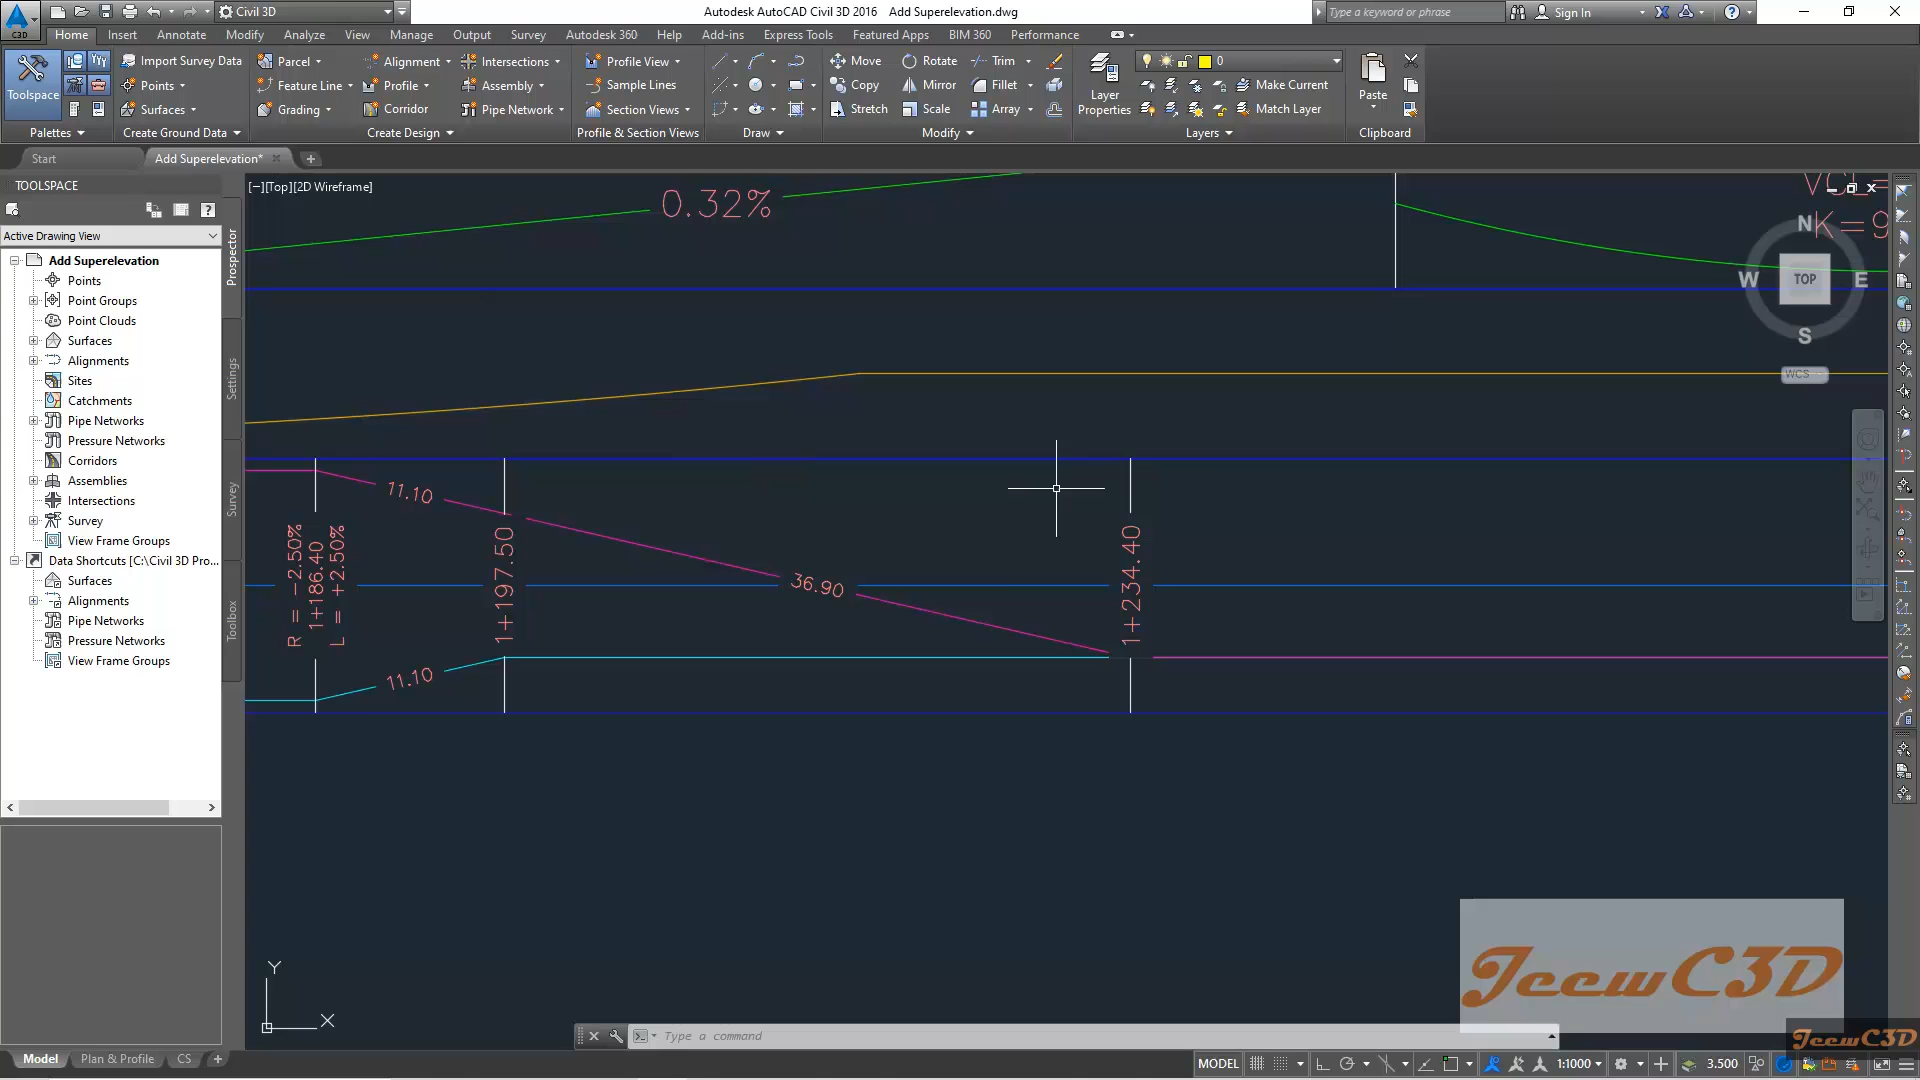 C3D
Civil 3D
Autodesk AutoCAD Civil 3D 2016 Add Superelevation.dwg
Type a keyword or phrase
Sign In
Home Insert Annotate Modify Analyze View Manage Output Survey Autodesk 360 Help Add-ins Express Tools Featured Apps BIM 360 Performance
Toolspace
Import Survey Data
Points
Surfaces
Parcel
Feature Line
Grading
Alignment
Profile
Corridor
Intersections
Assembly
Pipe Network
Profile View
Sample Lines
Section Views
Move
Copy
Stretch
Rotate
Mirror
Scale
Trim
Fillet
Array
Layer
Properties
0
Make Current
Match Layer
Paste
Palettes
Create Ground Data
Create Design
Profile & Section Views
Draw
Modify
Layers
Clipboard
Start
Add Superelevation*
TOOLSPACE
Active Drawing View
Add Superelevation
Points
Point Groups
Point Clouds
Surfaces
Alignments
Sites
Catchments
Pipe Networks
Pressure Networks
Corridors
Assemblies
Intersections
Survey
View Frame Groups
Data Shortcuts [C:\Civil 3D Pro...
Surfaces
Alignments
Pipe Networks
Pressure Networks
View Frame Groups
Prospector
Settings
Survey
Toolbox
[−][Top][2D Wireframe]
0.32%
VCL=
K=9
N
W
TOP
E
S
WCS
11.10
R = -2.50%
1+186.40
L = +2.50%
1+197.50
36.90
1+234.40
11.10
Y
X
JeewC3D
Type a command
JeewC3D
Model
Plan & Profile
CS
MODEL
1:1000
3.500